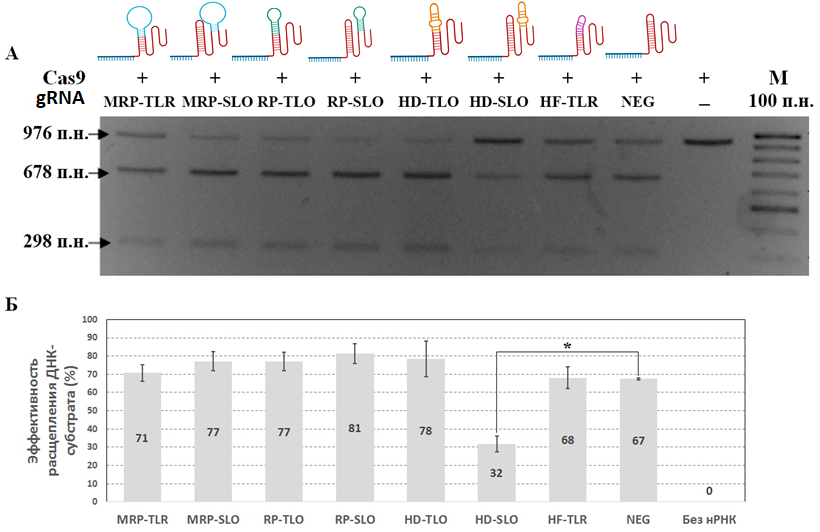 А
Cas9 + + + + + + + + + М
gRNA MRP-TLR MRP-SLO RP-TLO RP-SLO HD-TLO HD-SLO HF-TLR NEG – 100 п.н.
976 п.н.
678 п.н.
298 п.н.
Б
Эффективность расщепления ДНК-субстрата (%)
100
90
80
70
60
50
40
30
20
10
0
*
71 77 77 81 78 32 68 67 0
MRP-TLR MRP-SLO RP-TLO RP-SLO HD-TLO HD-SLO HF-TLR NEG Без нРНК